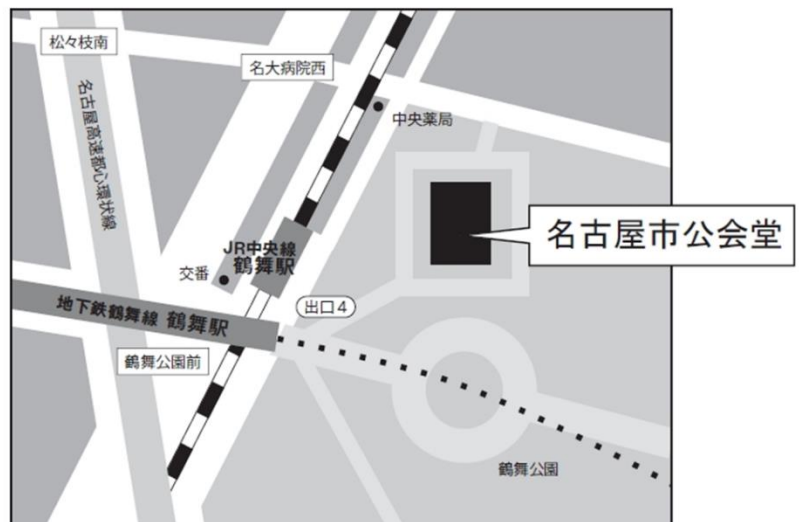 松々枝南
名大病院西
中央薬局
名古屋高速都心環状線
名古屋市公会堂
JR中央線
鶴舞駅
交番
出口4
地下鉄鶴舞線 鶴舞駅
鶴舞公園前
鶴舞公園